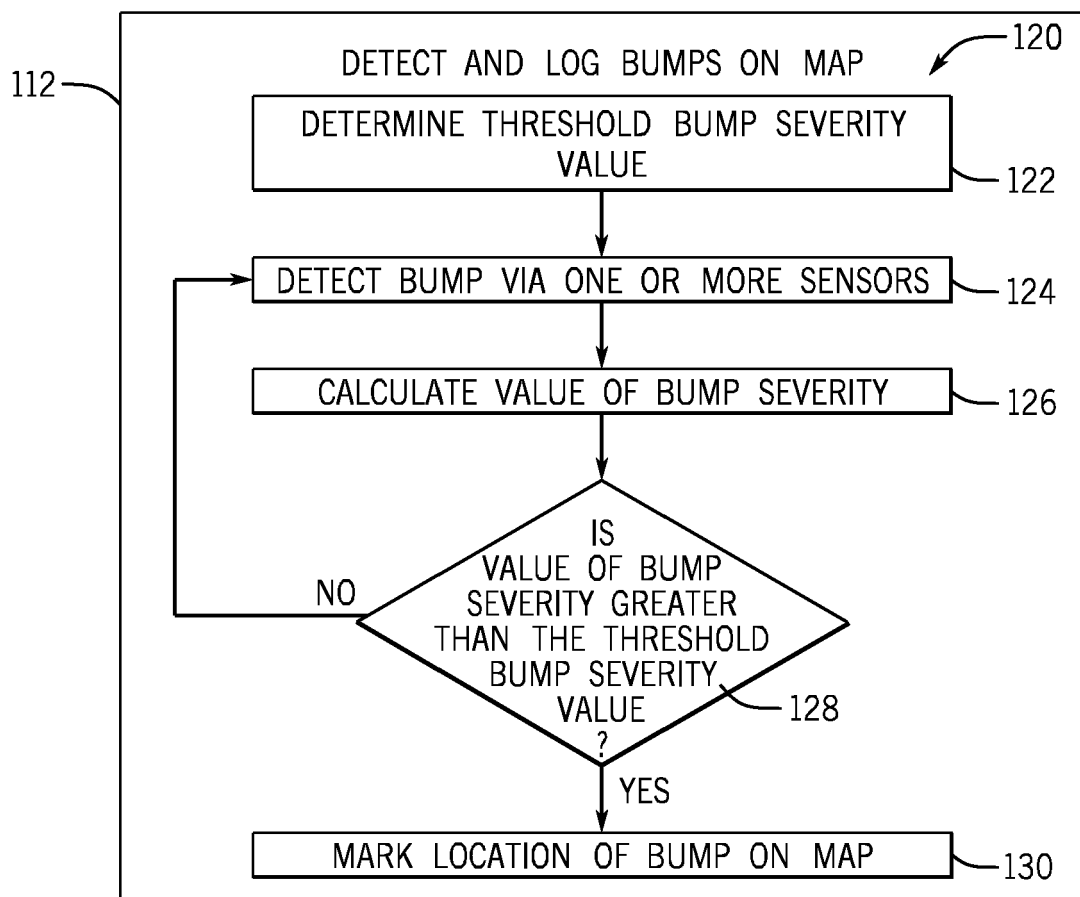 120
DETECT AND LOG BUMPS ON MAP
112
DETERMINE THRESHOLD BUMP SEVERITY
VALUE
122
DETECT BUMP VIA ONE OR MORE SENSORS
124
CALCULATE VALUE OF BUMP SEVERITY
126
IS
VALUE OF BUMP
SEVERITY GREATER
THAN THE THRESHOLD
BUMP SEVERITY
VALUE
?
NO
128
YES
MARK LOCATION OF BUMP ON MAP
130